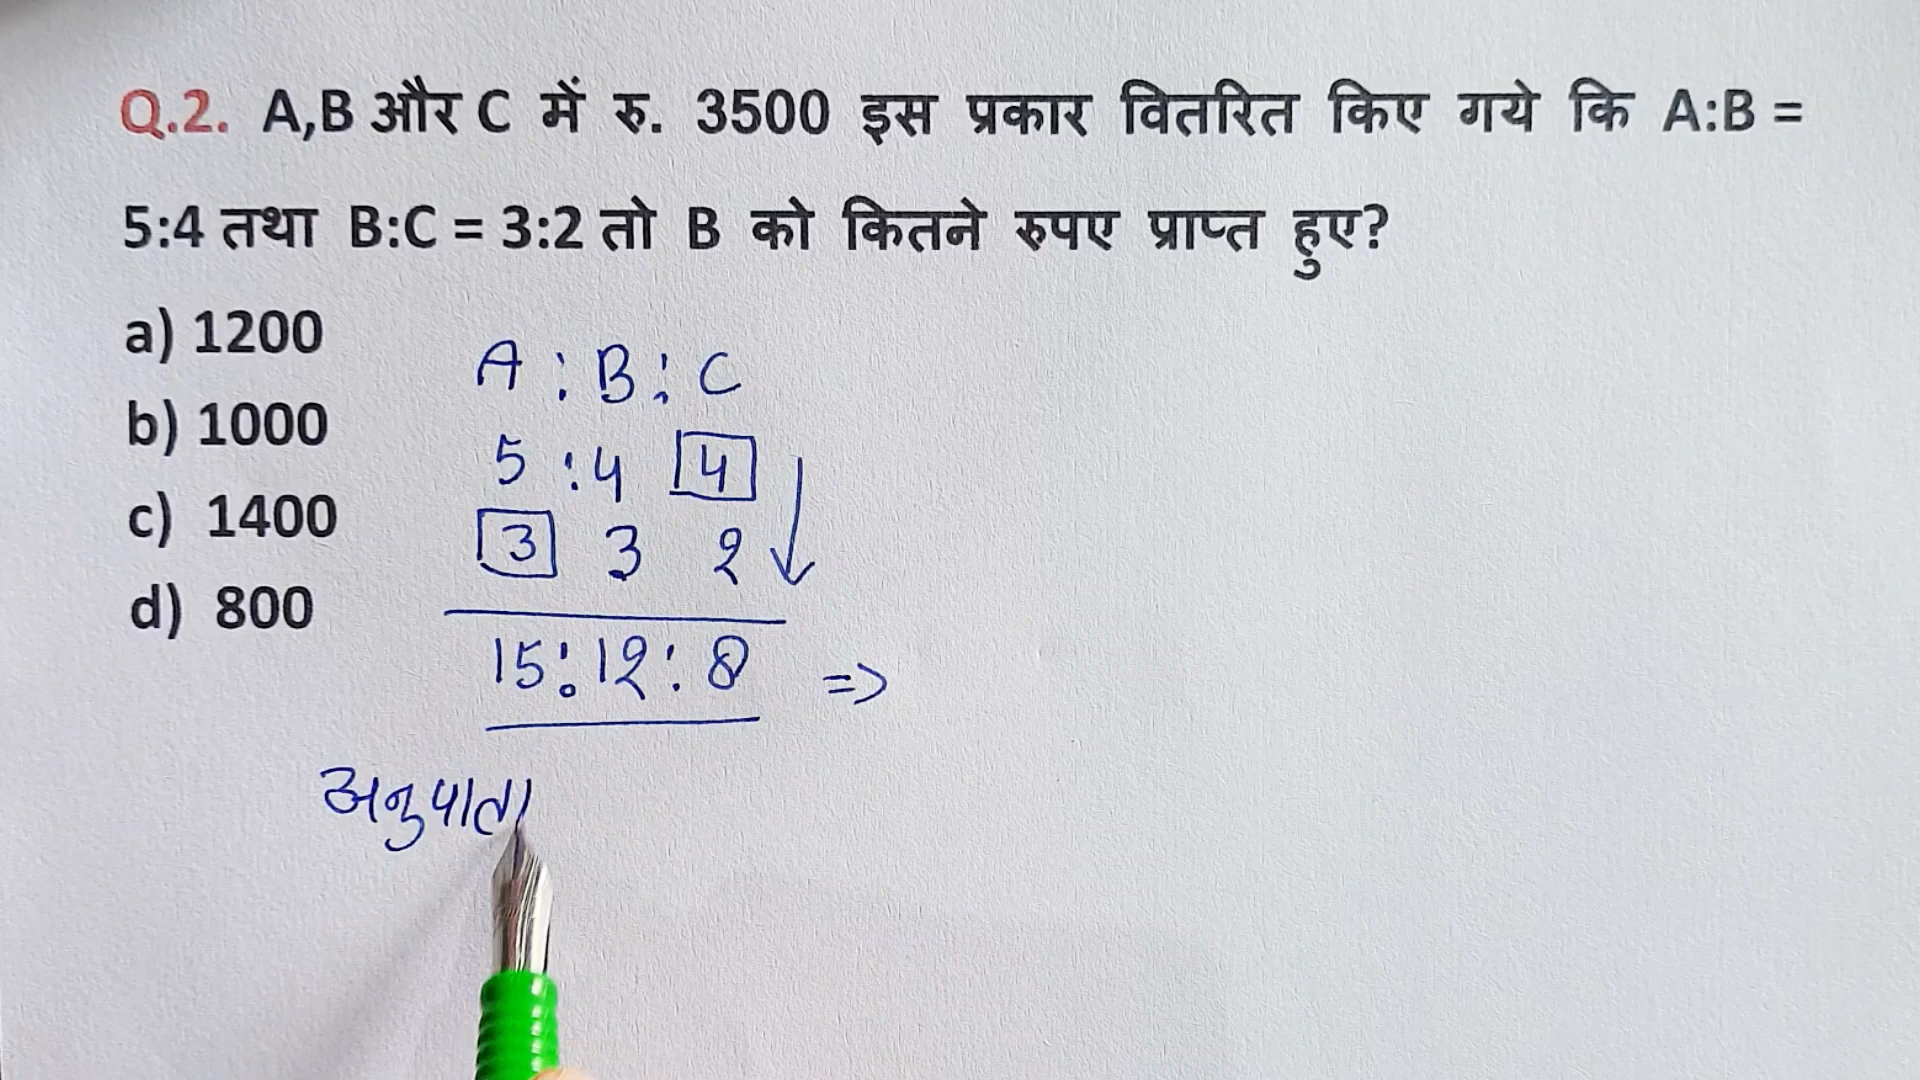 Q.2. A,B और C में रु. 3500 इस प्रकार वितरित किए गये कि A:B =
5:4 तथा B:C = 3:2 तो B को कितने रुपए प्राप्त हुए?
a) 1200
b) 1000
c) 1400
d) 800
A : B : C
5 : 4 4
3 3 2
15 : 12 : 8 =>
अनुपाता